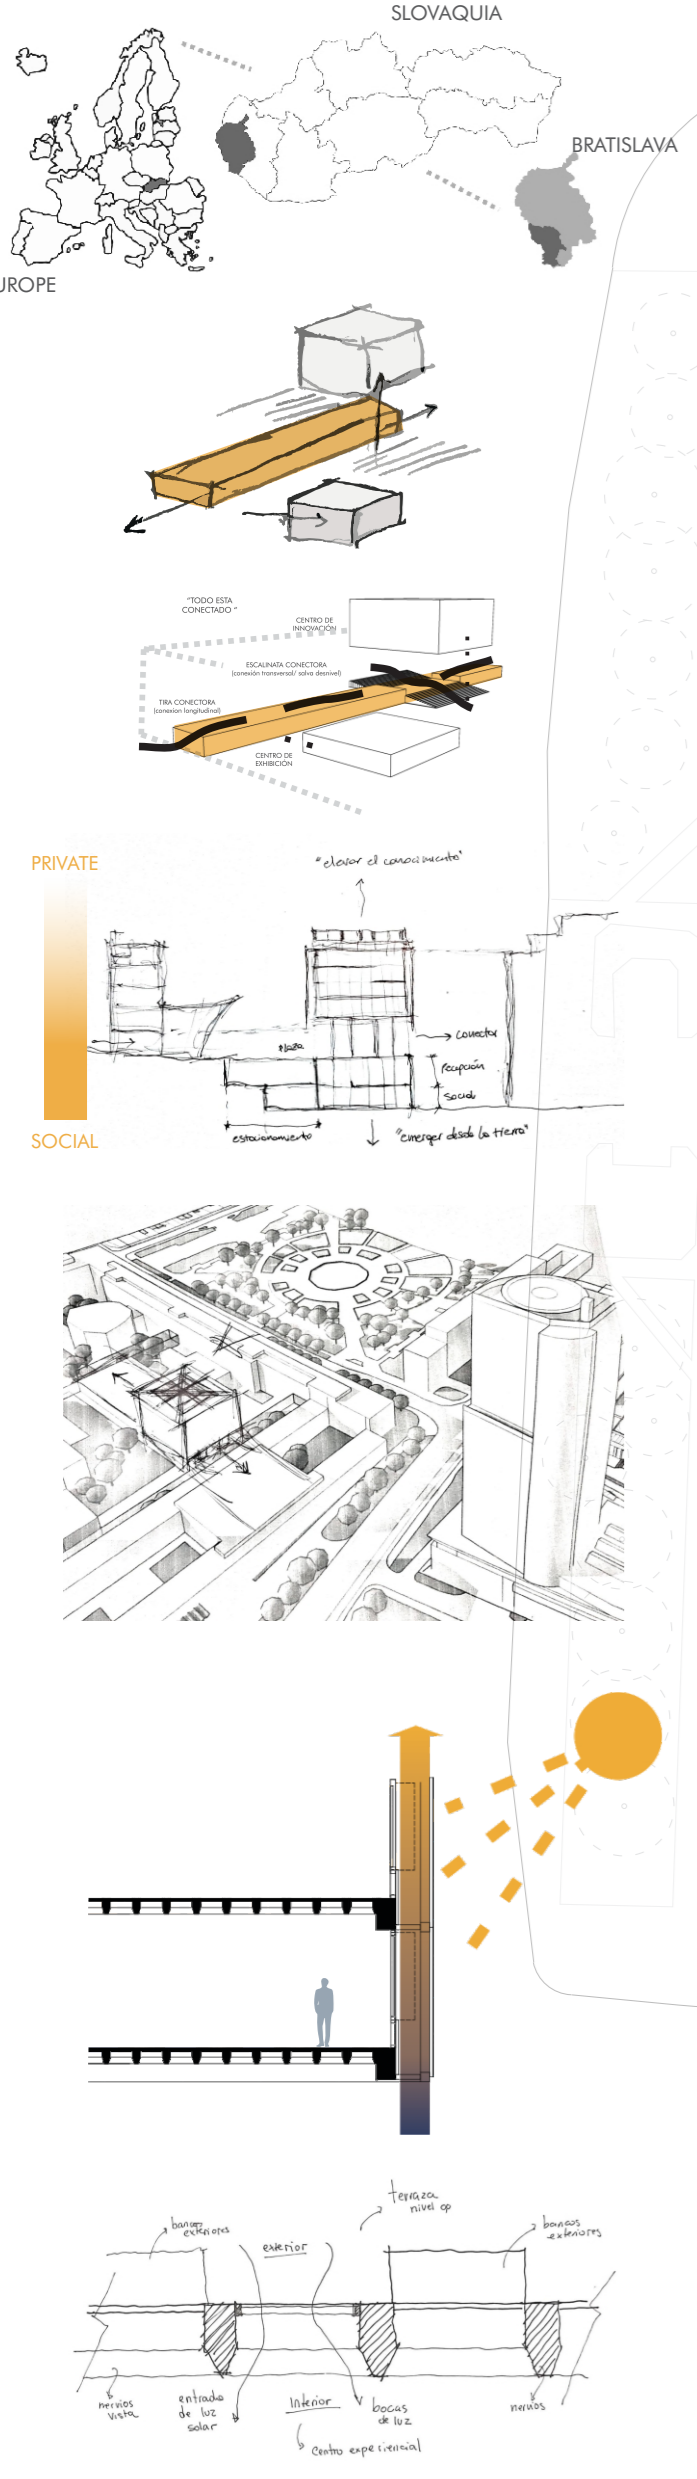 SLOVAQUIA
BRATISLAVA
UROPE
"TODO ESTA
CONECTADO "
CENTRO DE
INNOVACIÓN
ESCALINATA CONECTORA
(conexión transversal/ salva desnivel)
TIRA CONECTORA
(conexion longitudinal)
CENTRO DE
EXHIBICIÓN
PRIVATE
"elevar el conocimiento"
plaza
conector
recepción
social
SOCIAL
estacionamiento
"emerger desde la tierra"
terraza
nivel 0p
bancos
exteriores
exterior
bancos
exteriores
nervios
vista
entrada
de luz
solar
Interior
bocas
de luz
nervios
centro experiencial